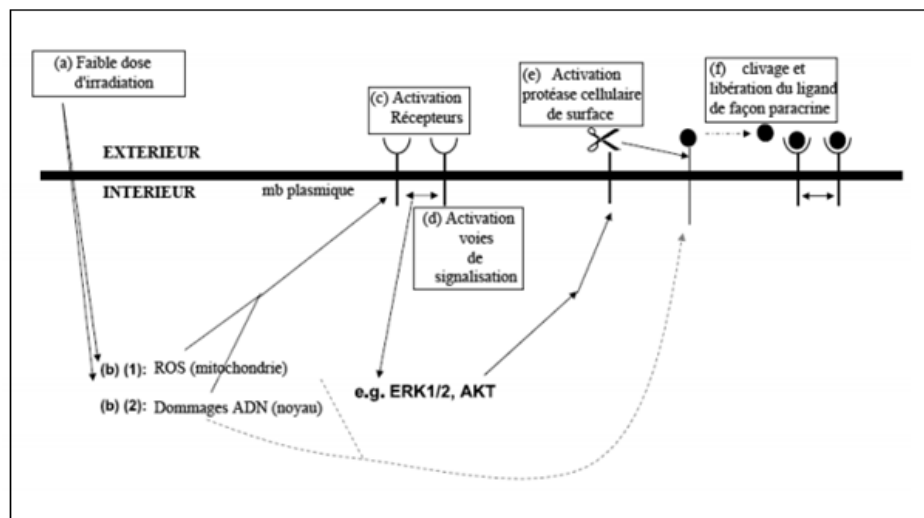 (a) Faible dose
d'irradiation
(c) Activation
Récepteurs
(e) Activation
protéase cellulaire
de surface
(f) clivage et
libération du ligand
de façon paracrine
EXTERIEUR
INTERIEUR
mb plasmique
(d) Activation
voies
de
signalisation
(b) (1): ROS (mitochondrie)
(b) (2): Dommages ADN (noyau)
e.g. ERK1/2, AKT